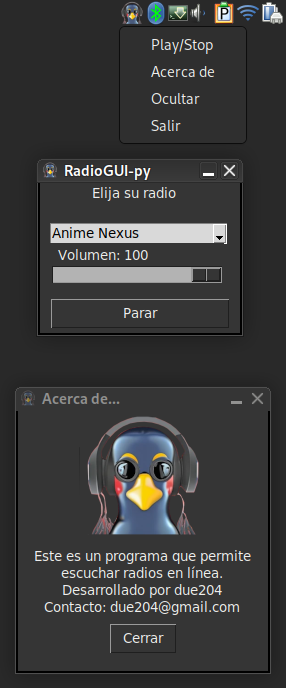 Play/Stop
Acerca de
Ocultar
Salir
RadioGUI-py
Elija su radio
Anime Nexus
Volumen: 100
Parar
Acerca de...
Este es un programa que permite
escuchar radios en línea.
Desarrollado por due204
Contacto: due204@gmail.com
Cerrar